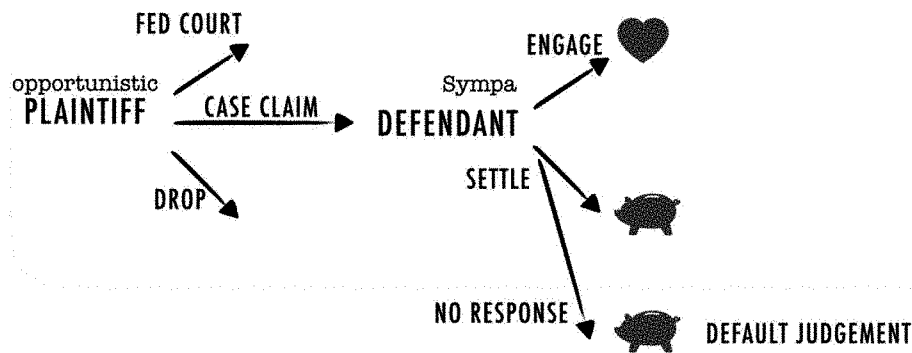 FED COURT
opportunistic
PLAINTIFF
CASE CLAIM
DROP
Sympa
DEFENDANT
ENGAGE
SETTLE
NO RESPONSE
DEFAULT JUDGEMENT